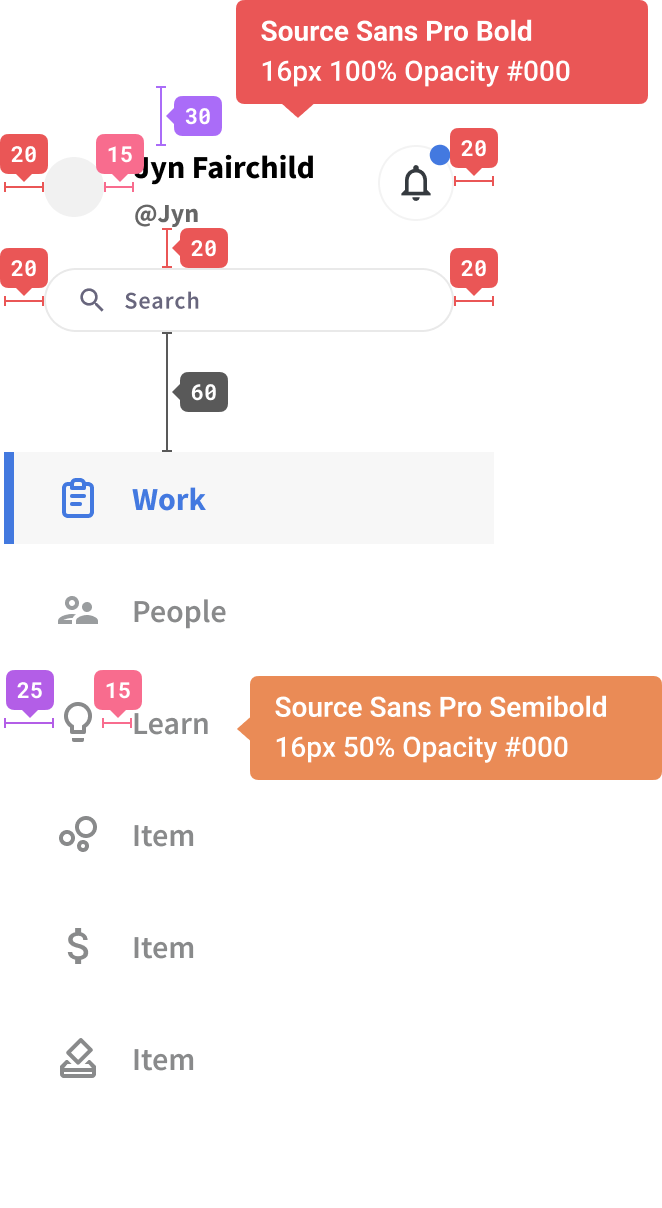 Source Sans Pro Bold
16px 100% Opacity #000
30
20
15
Jyn Fairchild
20
@Jyn
20
20
20
Search
60
Work
People
25
15
Learn
Source Sans Pro Semibold
16px 50% Opacity #000
Item
Item
Item